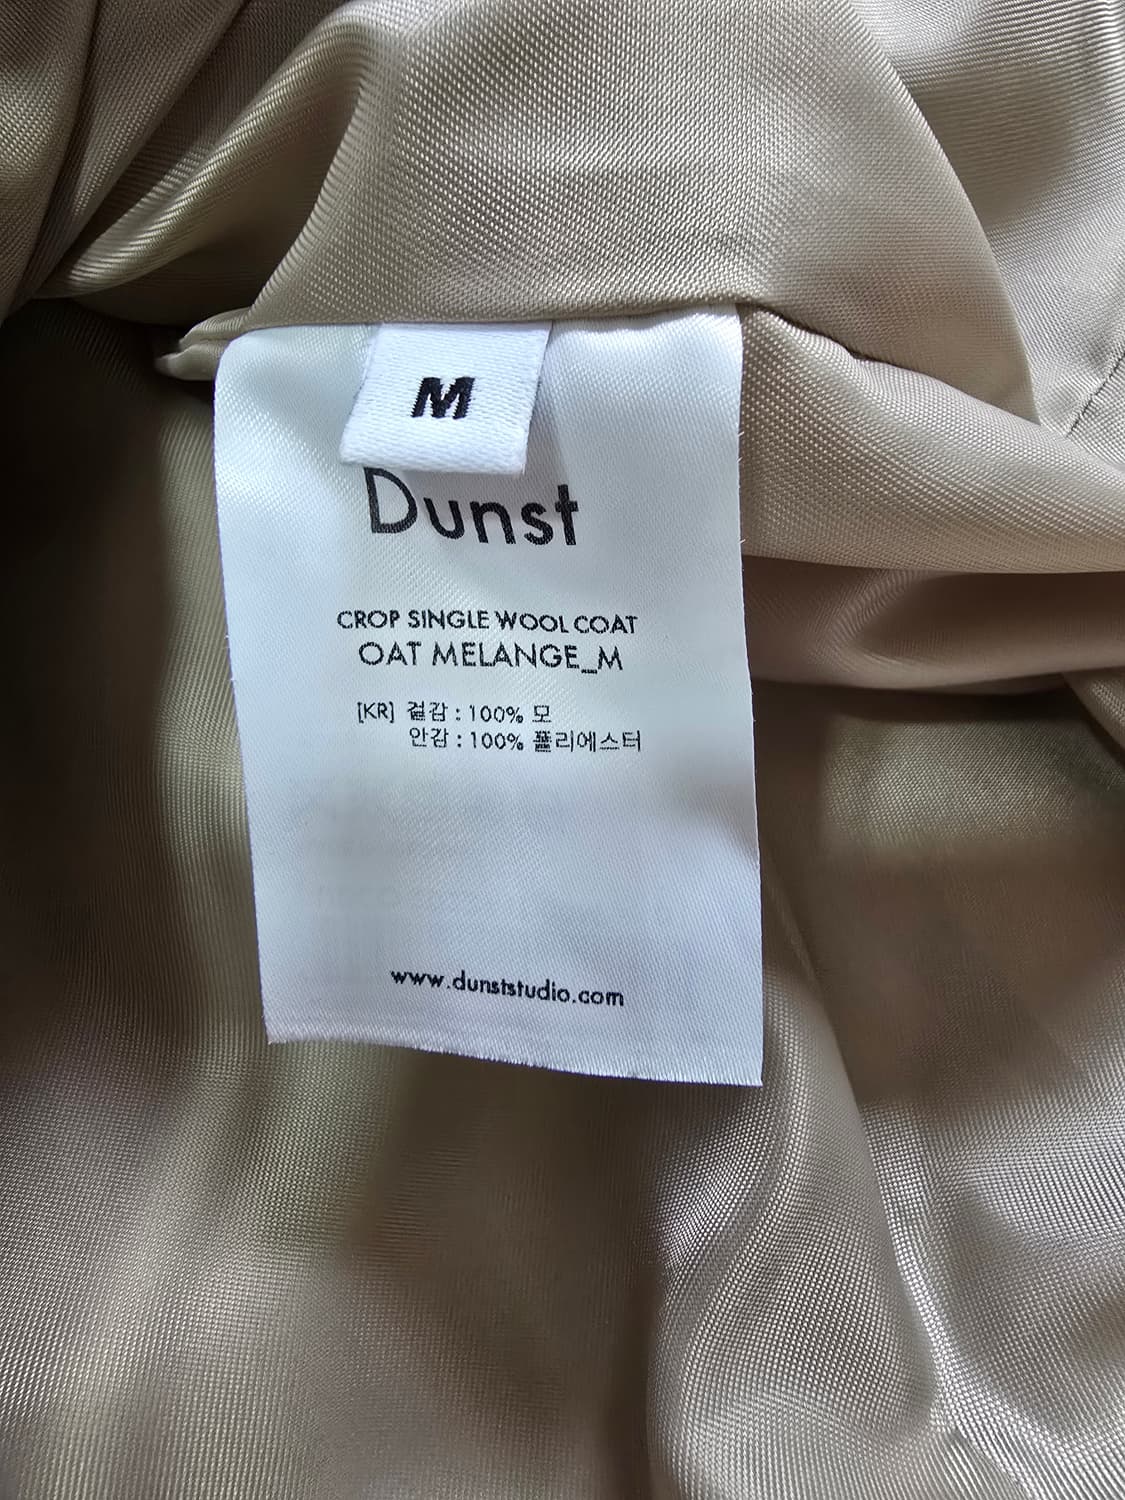 M
Dunst
CROP SINGLE WOOL COAT
OAT MELANGE_M
[KR] 겉감 : 100% 모
안감 : 100% 폴리에스터
www.dunststudio.com